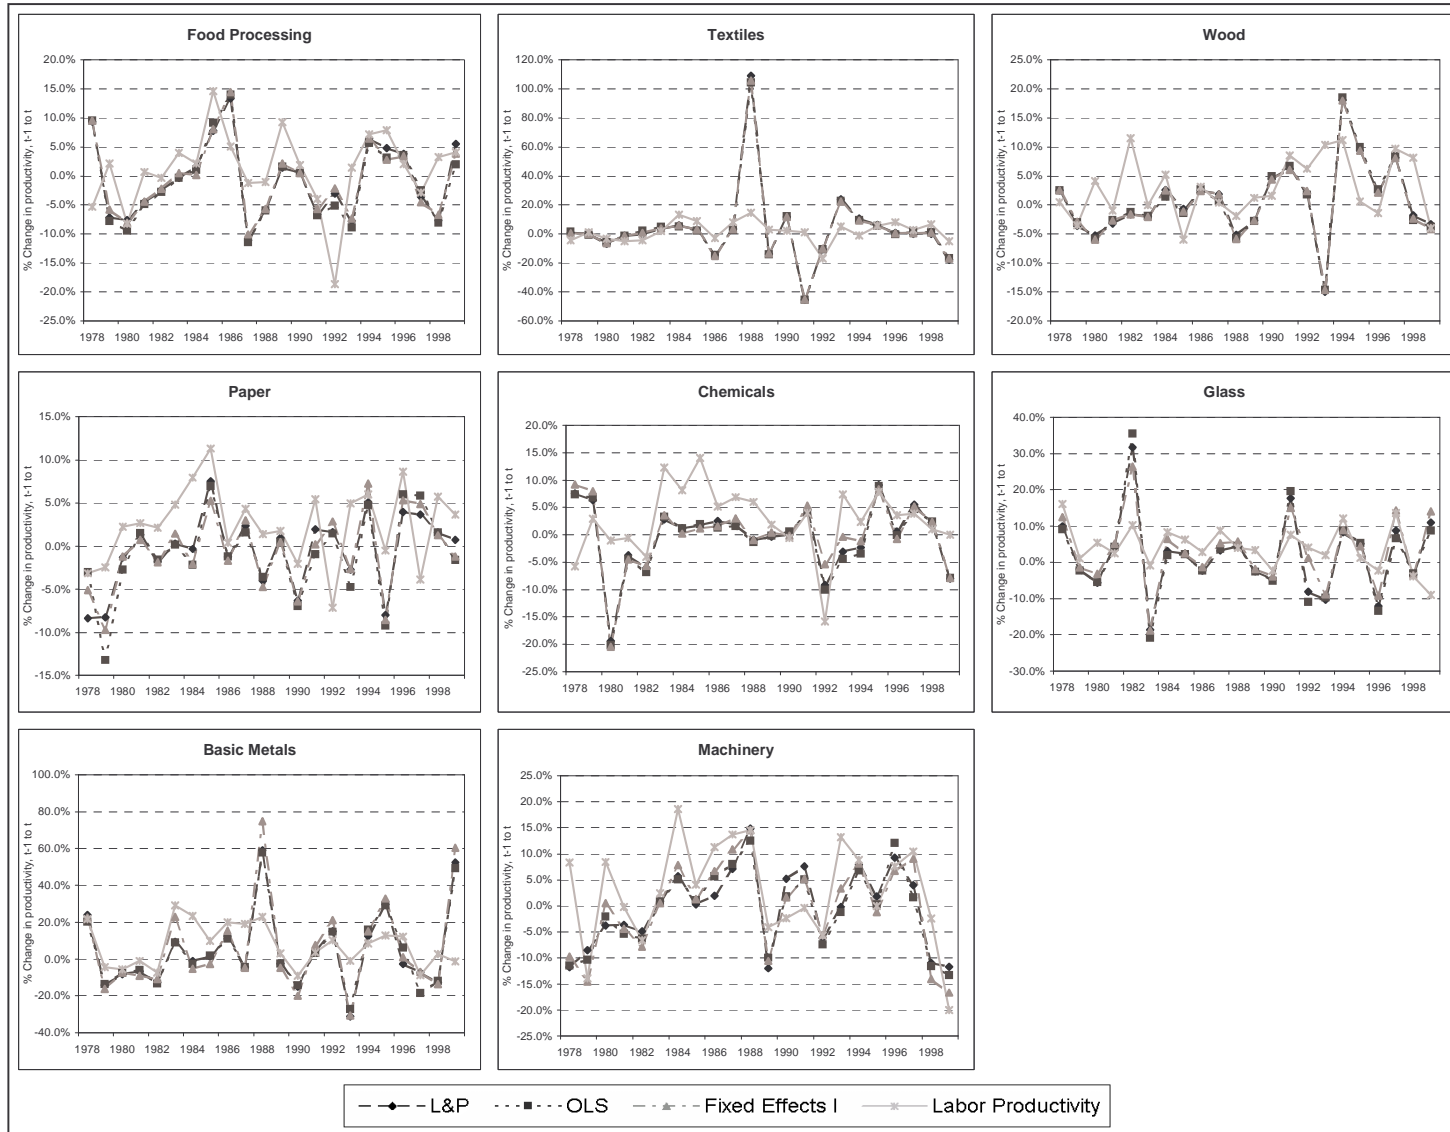 Food Processing
% Change in productivity, t-1 to t
20.0%
15.0%
10.0%
5.0%
0.0%
-5.0%
-10.0%
-15.0%
-20.0%
-25.0%
1978 1980 1982 1984 1986 1988 1990 1992 1994 1996 1998
Textiles
% Change in productivity, t-1 to t
120.0%
100.0%
80.0%
60.0%
40.0%
20.0%
0.0%
-20.0%
-40.0%
-60.0%
1978 1980 1982 1984 1986 1988 1990 1992 1994 1996 1998
Wood
% Change in productivity, t-1 to t
25.0%
20.0%
15.0%
10.0%
5.0%
0.0%
-5.0%
-10.0%
-15.0%
-20.0%
1978 1980 1982 1984 1986 1988 1990 1992 1994 1996 1998
Paper
% Change in productivity, t-1 to t
15.0%
10.0%
5.0%
0.0%
-5.0%
-10.0%
-15.0%
1978 1980 1982 1984 1986 1988 1990 1992 1994 1996 1998
Chemicals
% Change in productivity, t-1 to t
20.0%
15.0%
10.0%
5.0%
0.0%
-5.0%
-10.0%
-15.0%
-20.0%
-25.0%
1978 1980 1982 1984 1986 1988 1990 1992 1994 1996 1998
Glass
% Change in productivity, t-1 to t
40.0%
30.0%
20.0%
10.0%
0.0%
-10.0%
-20.0%
-30.0%
1978 1980 1982 1984 1986 1988 1990 1992 1994 1996 1998
Basic Metals
% Change in productivity, t-1 to t
100.0%
80.0%
60.0%
40.0%
20.0%
0.0%
-20.0%
-40.0%
1978 1980 1982 1984 1986 1988 1990 1992 1994 1996 1998
Machinery
% Change in productivity, t-1 to t
25.0%
20.0%
15.0%
10.0%
5.0%
0.0%
-5.0%
-10.0%
-15.0%
-20.0%
-25.0%
1978 1980 1982 1984 1986 1988 1990 1992 1994 1996 1998
L&P OLS Fixed Effects I Labor Productivity